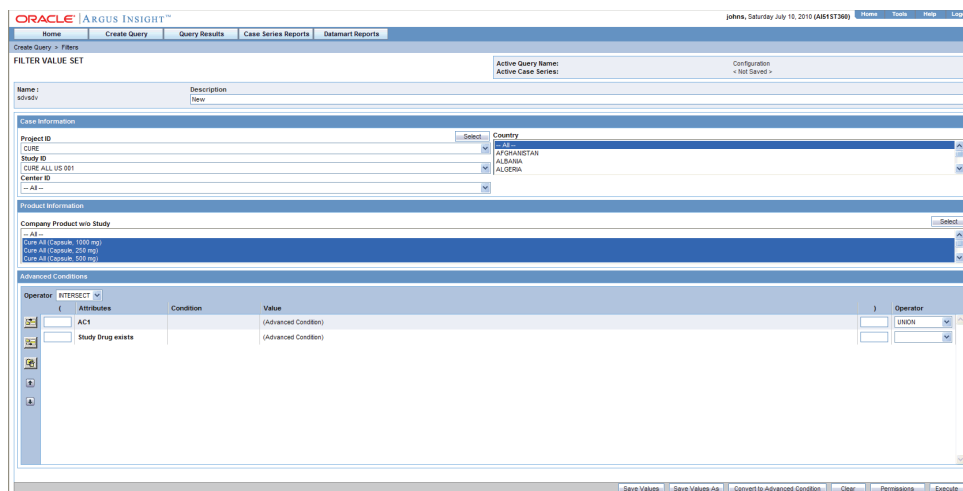 ORACLE® | ARGUS INSIGHT™
johns, Saturday July 10, 2010 (AI51ST360) Home Tools Help Log
Home Create Query Query Results Case Series Reports Datamart Reports
Create Query > Filters
FILTER VALUE SET
Active Query Name: Configuration
Active Case Series: < Not Saved >
Name : Description
sdvsdv New
Case Information
Project ID Select Country
CURE -- All --
AFGHANISTAN
Study ID ALBANIA
CURE ALL US 001 ALGERIA
Center ID
-- All --
Product Information
Company Product w/o Study Select
-- All --
Cure All (Capsule, 1000 mg)
Cure All (Capsule, 250 mg)
Cure All (Capsule, 500 mg)
Advanced Conditions
Operator INTERSECT
( Attributes Condition Value ) Operator
AC1 (Advanced Condition) UNION
Study Drug exists (Advanced Condition)
Save Values Save Values As Convert to Advanced Condition Clear Permissions Execute